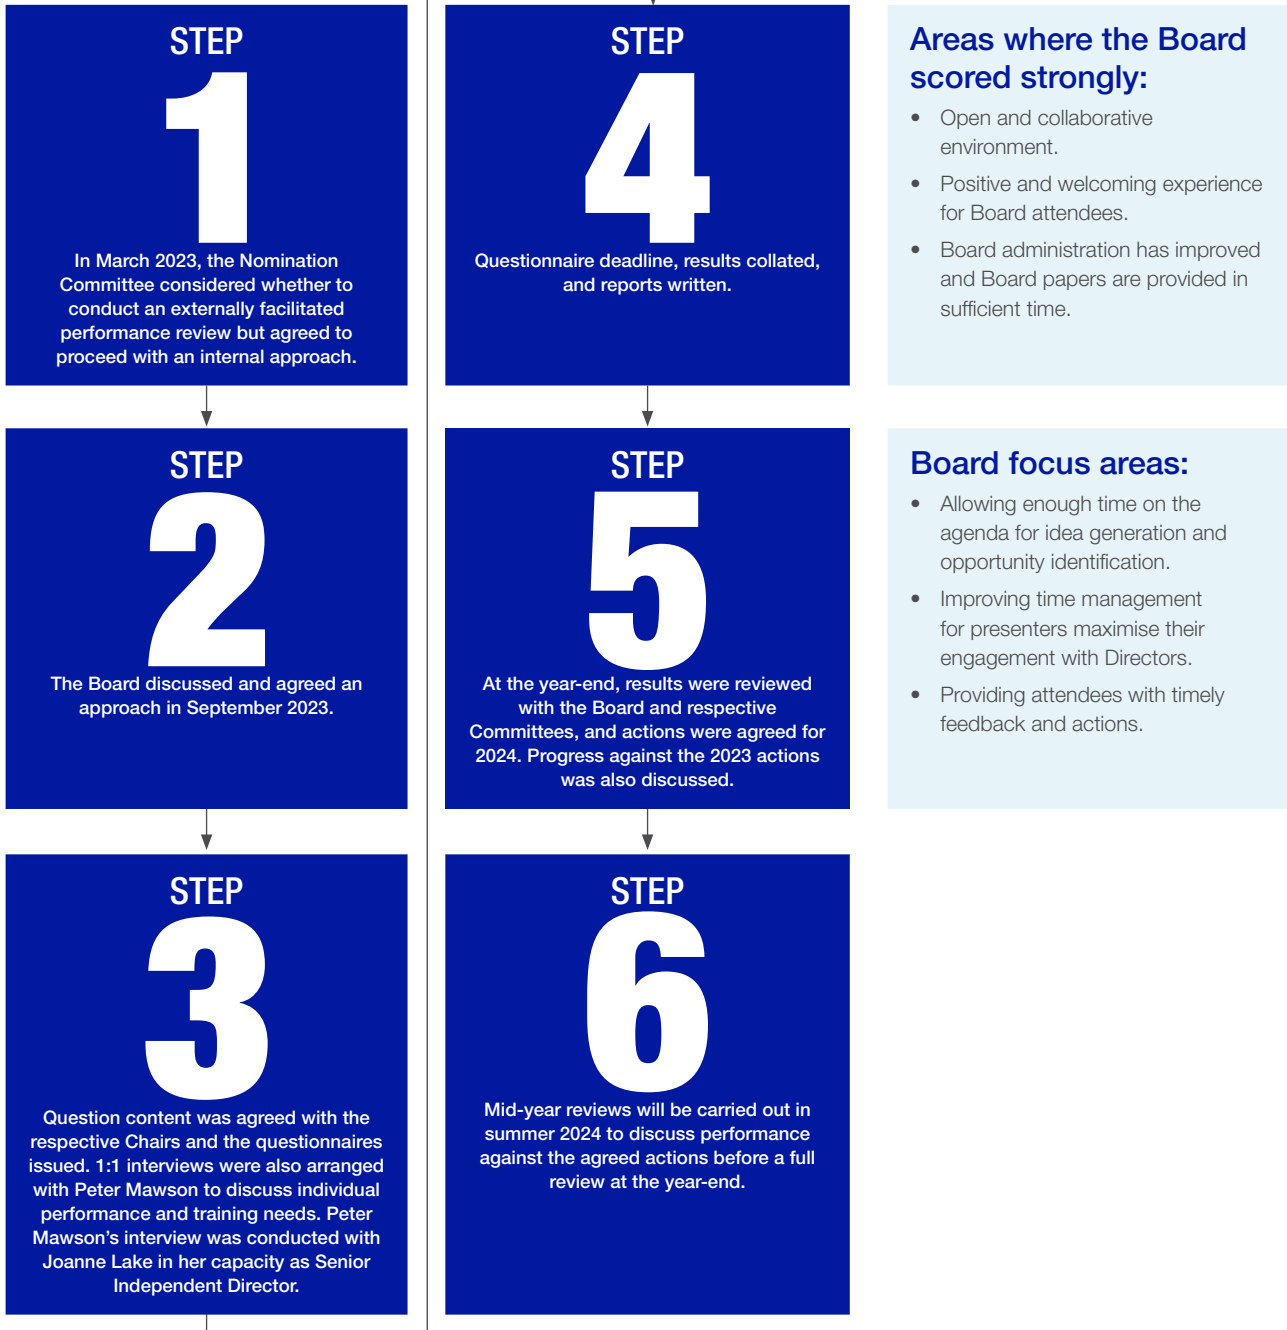 STEP
1
In March 2023, the Nomination
Committee considered whether to
conduct an externally facilitated
performance review but agreed to
proceed with an internal approach.
STEP
2
The Board discussed and agreed an
approach in September 2023.
STEP
3
Question content was agreed with the
respective Chairs and the questionnaires
issued. 1:1 interviews were also arranged
with Peter Mawson to discuss individual
performance and training needs. Peter
Mawson’s interview was conducted with
Joanne Lake in her capacity as Senior
Independent Director.
STEP
4
Questionnaire deadline, results collated,
and reports written.
STEP
5
At the year-end, results were reviewed
with the Board and respective
Committees, and actions were agreed for
2024. Progress against the 2023 actions
was also discussed.
STEP
6
Mid-year reviews will be carried out in
summer 2024 to discuss performance
against the agreed actions before a full
review at the year-end.
Areas where the Board
scored strongly:
• Open and collaborative
environment.
• Positive and welcoming experience
for Board attendees.
• Board administration has improved
and Board papers are provided in
sufficient time.
Board focus areas:
• Allowing enough time on the
agenda for idea generation and
opportunity identification.
• Improving time management
for presenters maximise their
engagement with Directors.
• Providing attendees with timely
feedback and actions.